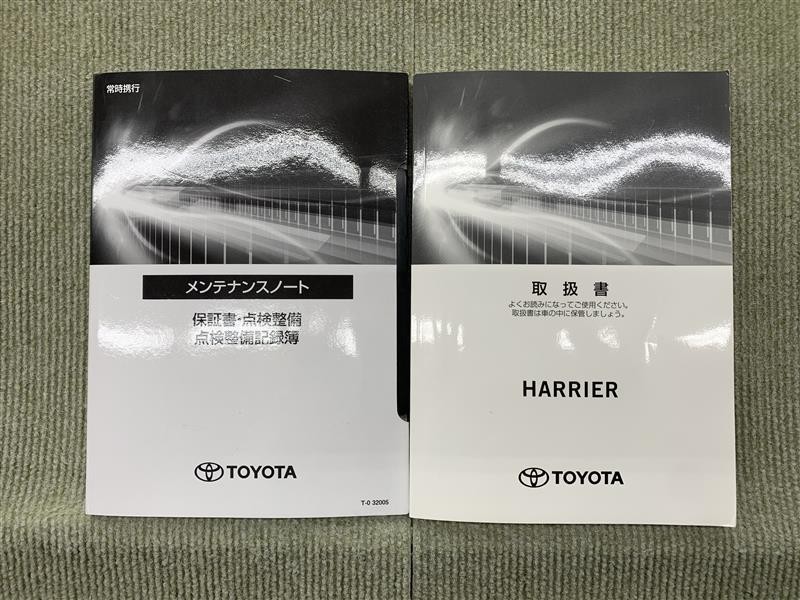 常時携行
メンテナンスノート
保証書・点検整備
点検整備記録簿
TOYOTA
T-0 32005
取扱書
よくお読みになってご使用ください。
取扱書は車の中に保管しましょう。
HARRIER
TOYOTA